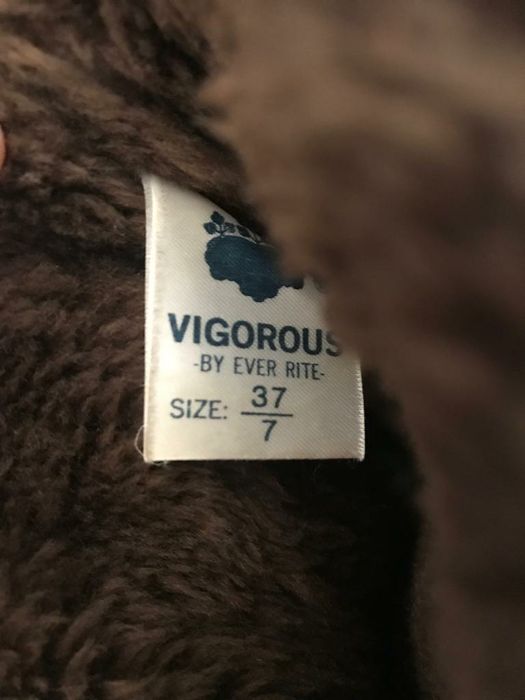 VIGOROUS
-BY EVER RITE-
SIZE: 37
7